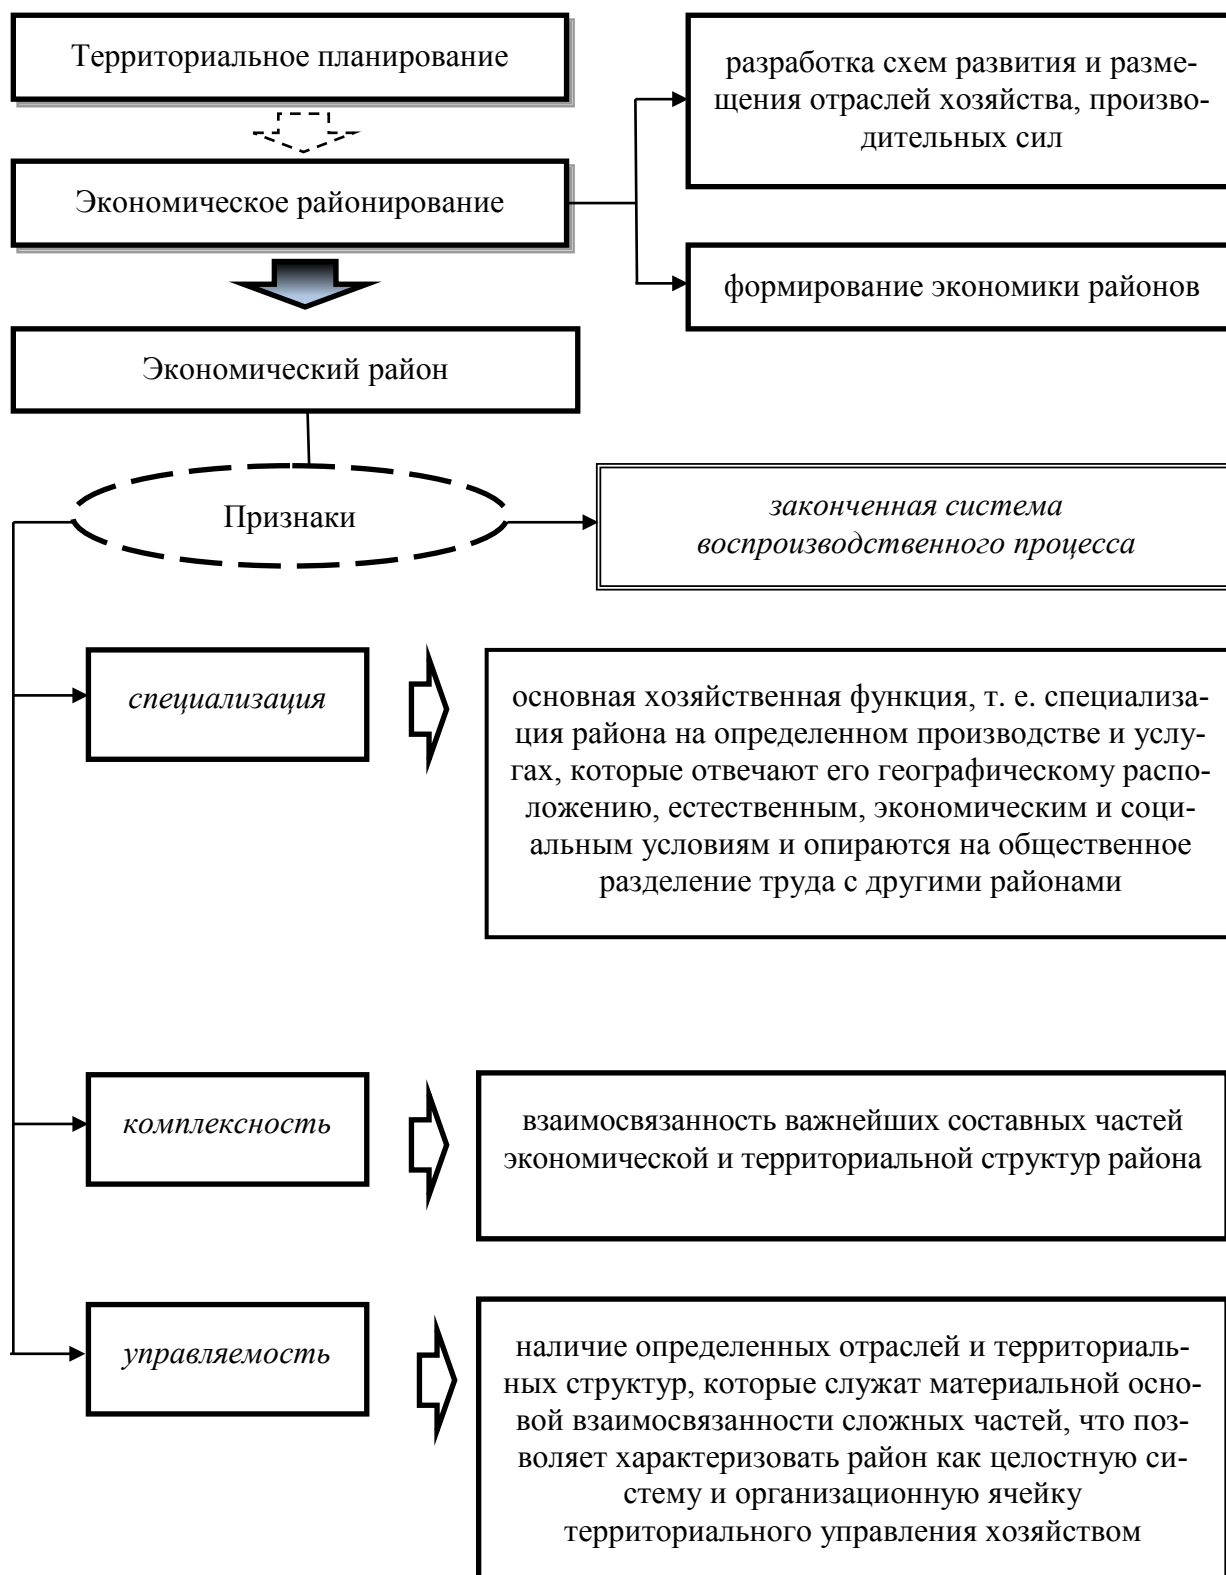 Территориальное планирование
разработка схем развития и разме-
щения отраслей хозяйства, произво-
дительных сил
Экономическое районирование
формирование экономики районов
Экономический район
Признаки
законченная система
воспроизводственного процесса
специализация
основная хозяйственная функция, т. е. специализа-
ция района на определенном производстве и услу-
гах, которые отвечают его географическому распо-
ложению, естественным, экономическим и соци-
альным условиям и опираются на общественное
разделение труда с другими районами
комплексность
взаимосвязанность важнейших составных частей
экономической и территориальной структур района
управляемость
наличие определенных отраслей и территориаль-
ных структур, которые служат материальной осно-
вой взаимосвязанности сложных частей, что поз-
воляет характеризовать район как целостную си-
стему и организационную ячейку
территориального управления хозяйством